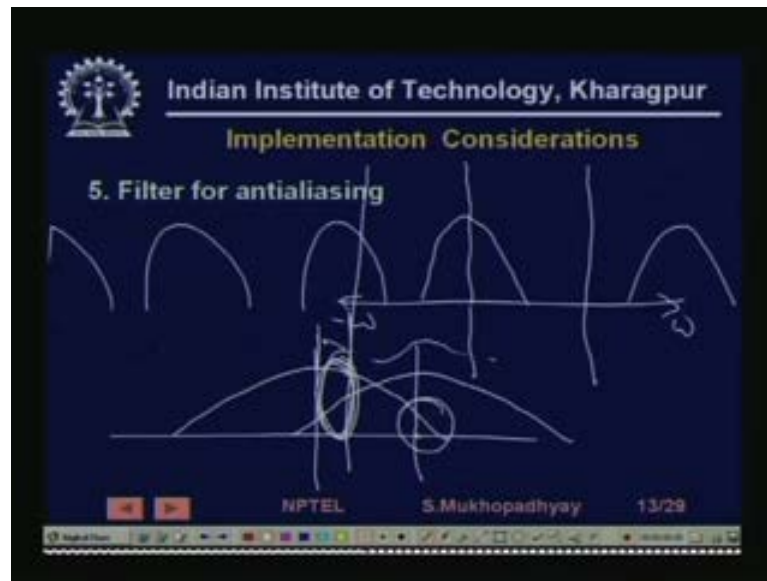 Indian Institute of Technology, Kharagpur
Implementation Considerations
5. Filter for antialiasing
-ω
ω
NPTEL
S.Mukhopadhyay
13/29